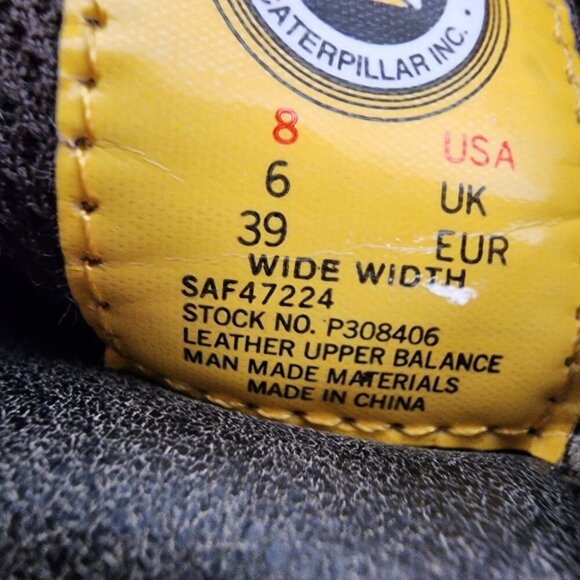 CATERPILLAR INC.
8 USA
6 UK
39 EUR
WIDE WIDTH
SAF47224
STOCK NO. P308406
LEATHER UPPER BALANCE
MAN MADE MATERIALS
MADE IN CHINA